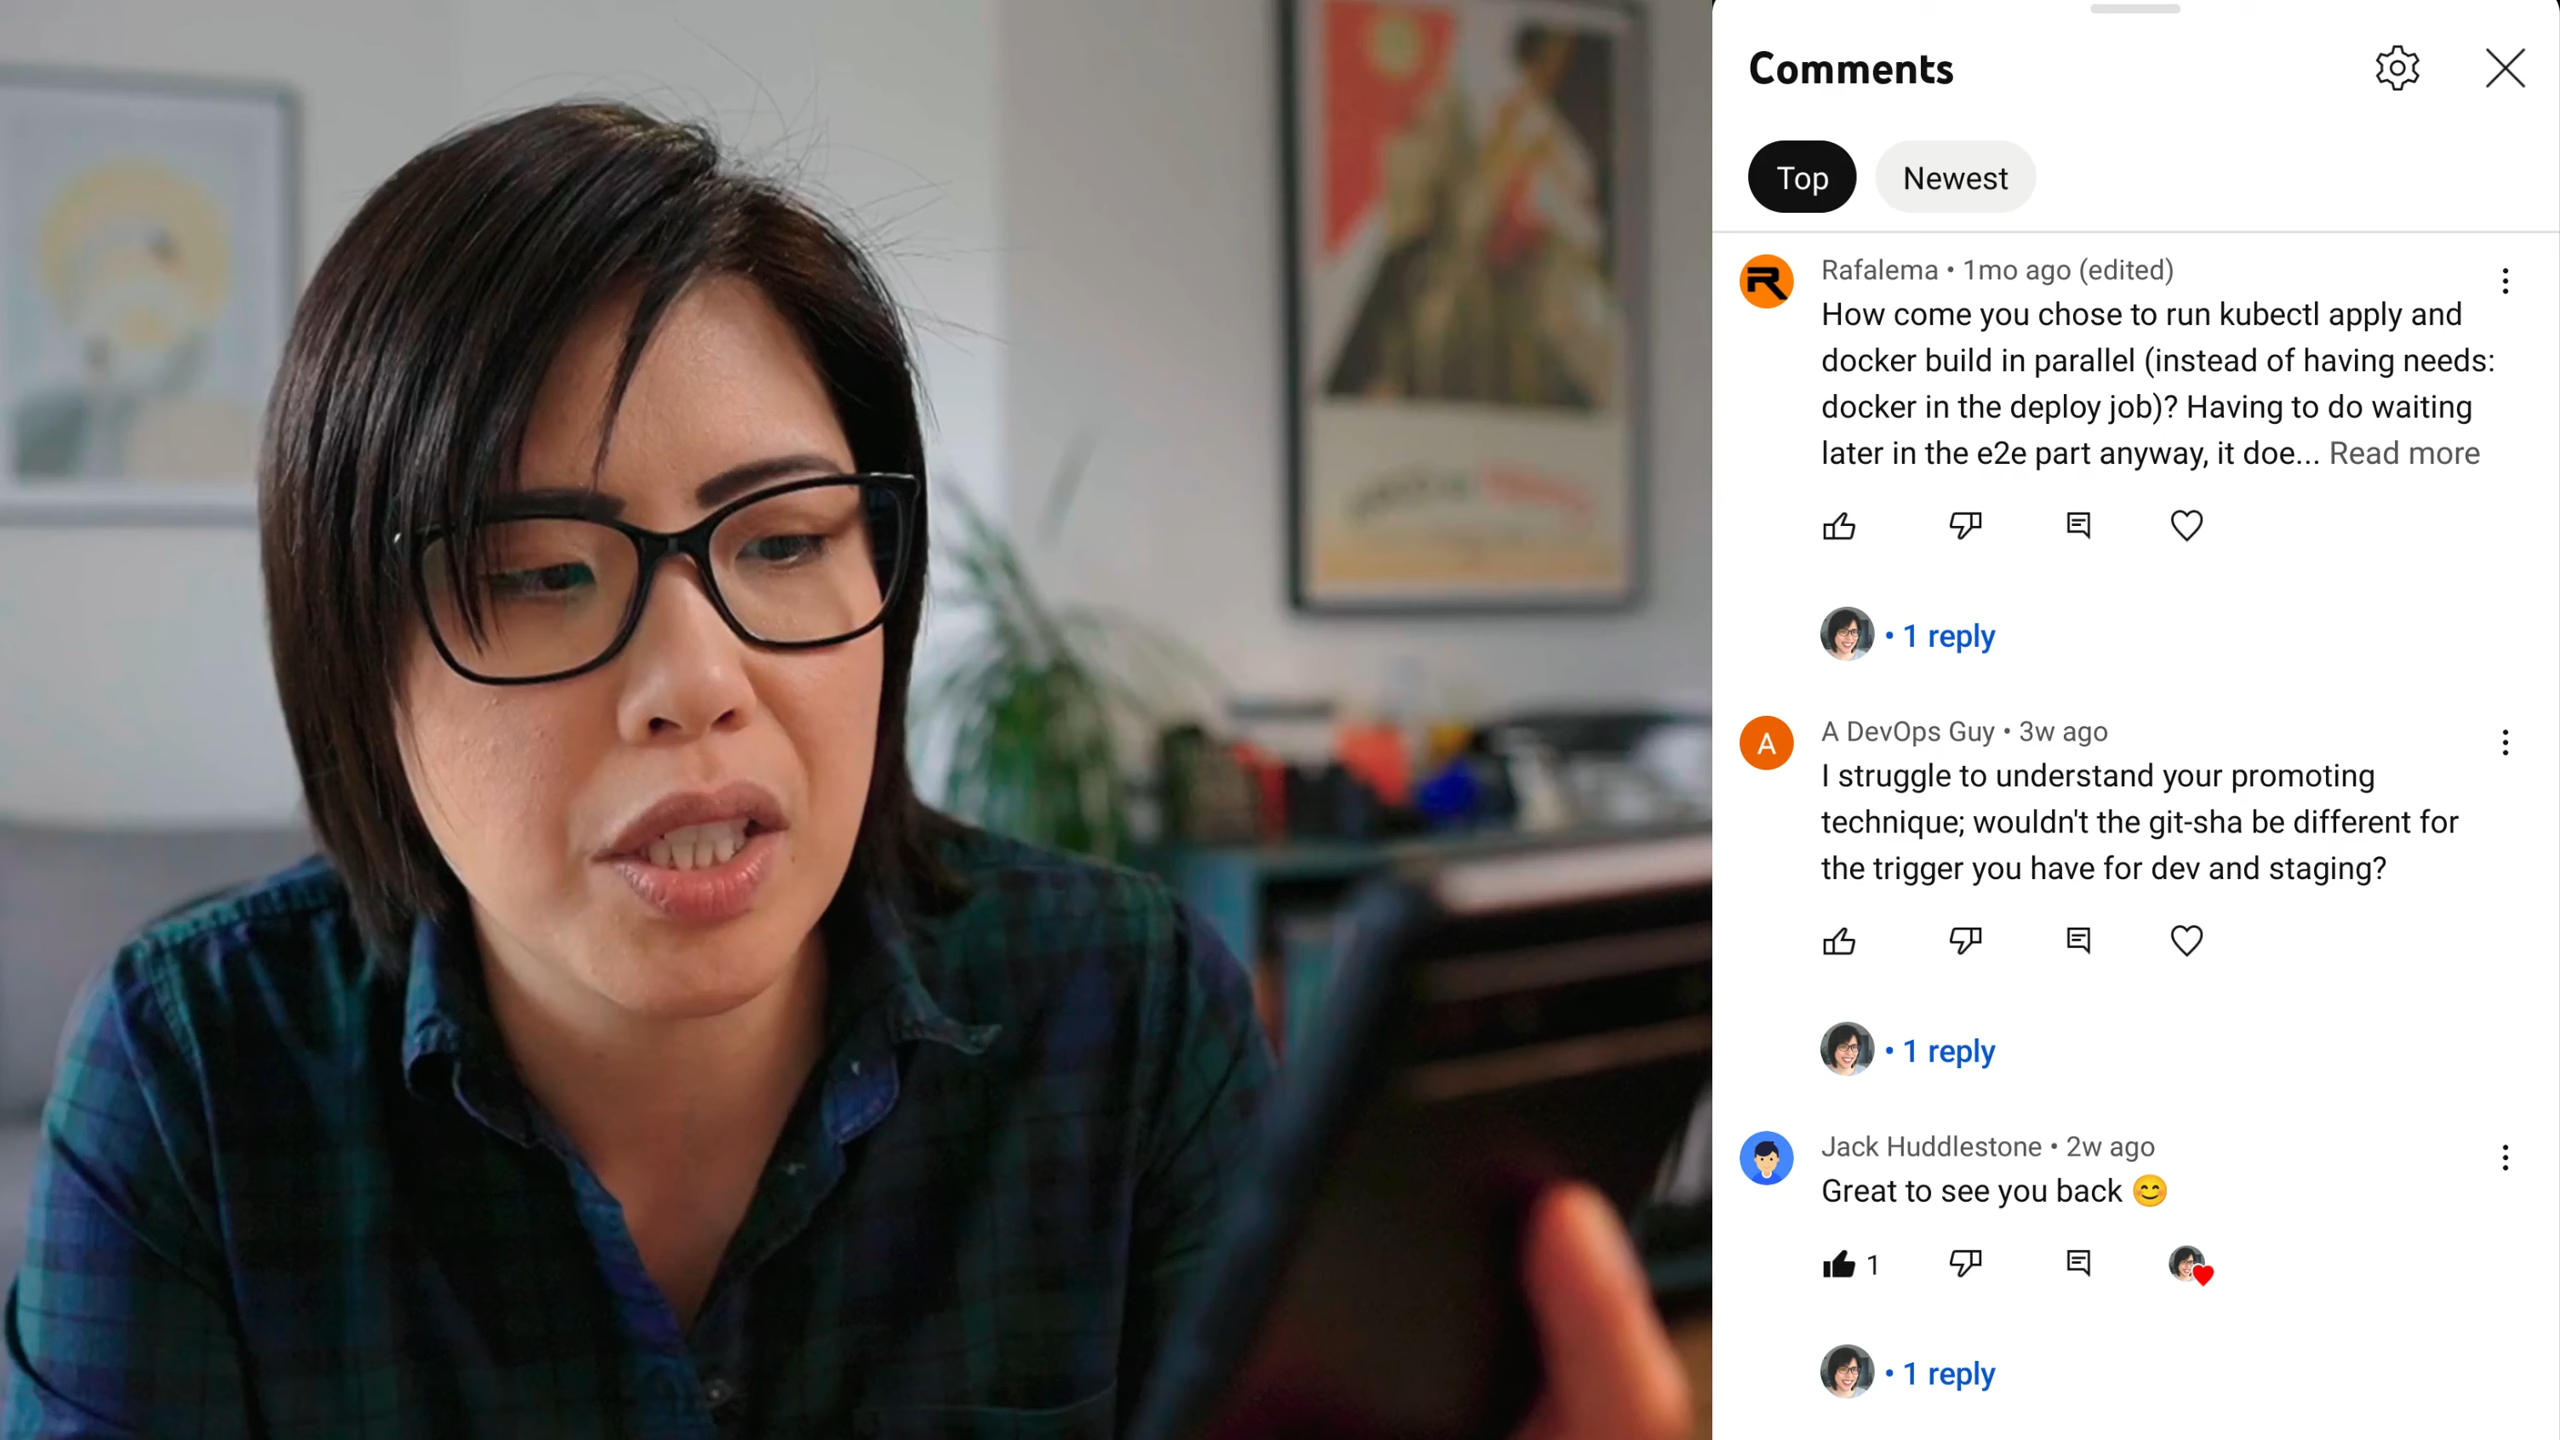 Comments
Top
Newest
Rafalema • 1mo ago (edited)
How come you chose to run kubectl apply and
docker build in parallel (instead of having needs:
docker in the deploy job)? Having to do waiting
later in the e2e part anyway, it doe... Read more
• 1 reply
A
A DevOps Guy • 3w ago
I struggle to understand your promoting
technique; wouldn't the git-sha be different for
the trigger you have for dev and staging?
• 1 reply
Jack Huddlestone • 2w ago
Great to see you back 😊
1
• 1 reply